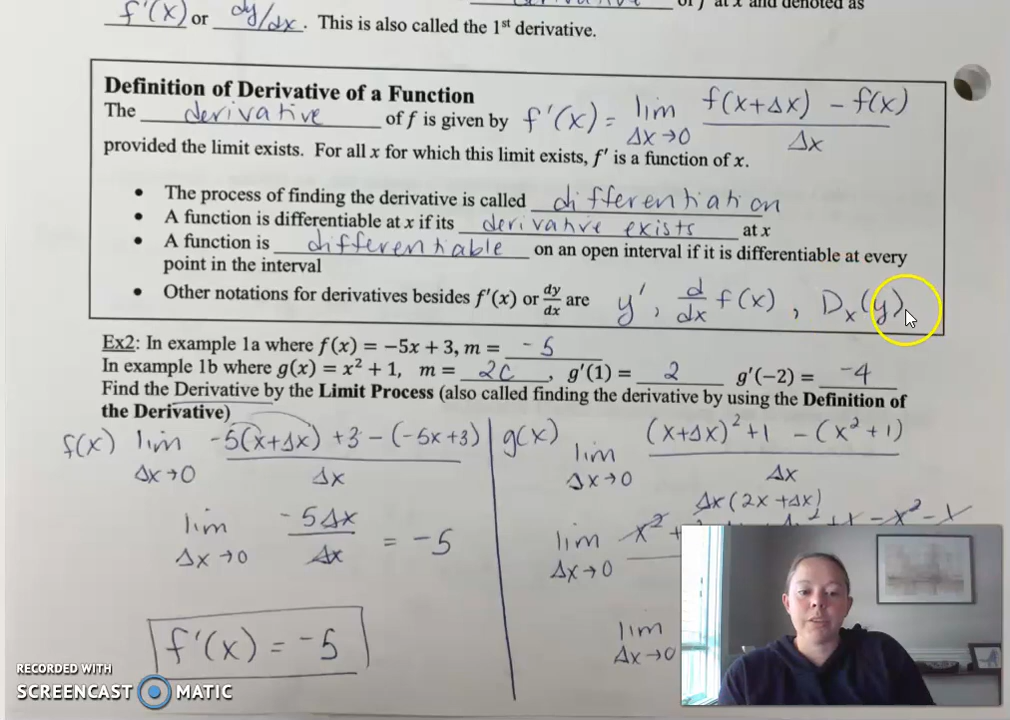 of f at x and denoted as
f'(x) or dy/dx. This is also called the 1st derivative.
Definition of Derivative of a Function
The derivative of f is given by f'(x) = lim Δx→0 f(x+Δx) - f(x) / Δx
provided the limit exists. For all x for which this limit exists, f' is a function of x.
• The process of finding the derivative is called differentiation
• A function is differentiable at x if its derivative exists at x
• A function is differentiable on an open interval if it is differentiable at every
point in the interval
• Other notations for derivatives besides f'(x) or dy/dx are y', d/dx f(x), Dx(y)
Ex2: In example 1a where f(x) = -5x + 3, m = -5
In example 1b where g(x) = x² + 1, m = 2c, g'(1) = 2 g'(-2) = -4
Find the Derivative by the Limit Process (also called finding the derivative by using the Definition of
the Derivative)
f(x) lim Δx→0 -5(x+Δx) +3 - (-5x+3) / Δx
lim Δx→0 -5Δx / Δx = -5
f'(x) = -5
g(x) lim Δx→0 (x+Δx)² +1 - (x²+1) / Δx
Δx(2x+Δx)
lim Δx→0 x² +
lim Δx→0
RECORDED WITH
SCREENCAST MATIC